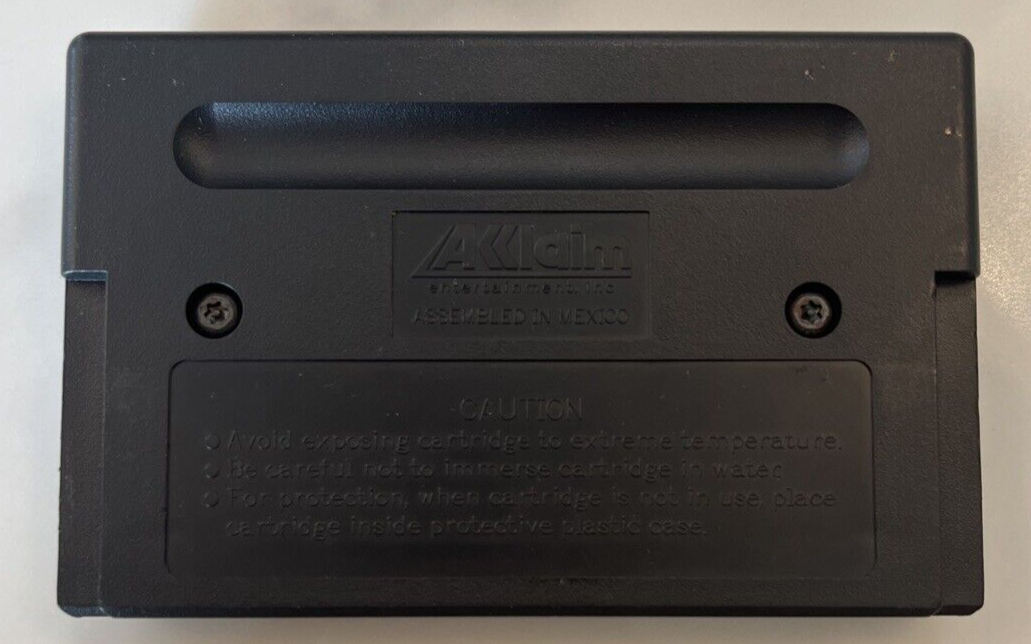 AKKlaim
entertainment, inc
ASSEMBLED IN MEXICO
CAUTION
○ Avoid exposing cartridge to extreme temperature.
○ Be careful not to immerse cartridge in water
○ For protection, when cartridge is not in use, place
cartridge inside protective plastic case.